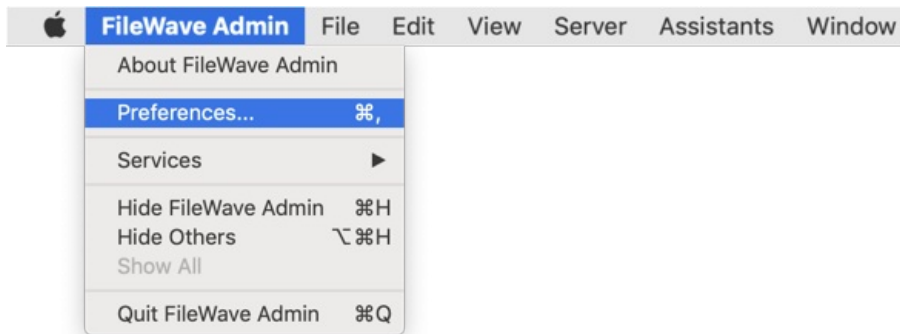 FileWave Admin File Edit View Server Assistants Window
About FileWave Admin
Preferences... ⌘,
Services ▶
Hide FileWave Admin ⌘H
Hide Others ⌥⌘H
Show All
Quit FileWave Admin ⌘Q